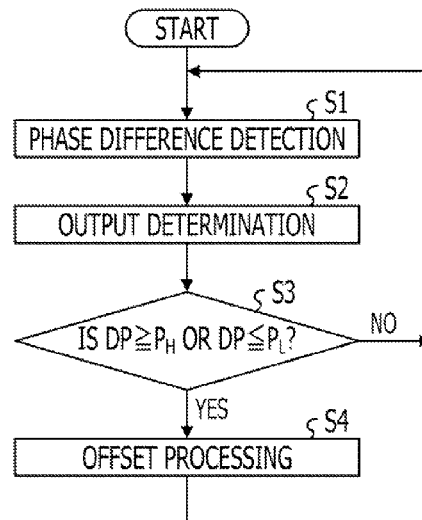 START
S1
PHASE DIFFERENCE DETECTION
S2
OUTPUT DETERMINATION
S3
IS DP≧P_H OR DP≦P_L?
NO
YES
S4
OFFSET PROCESSING